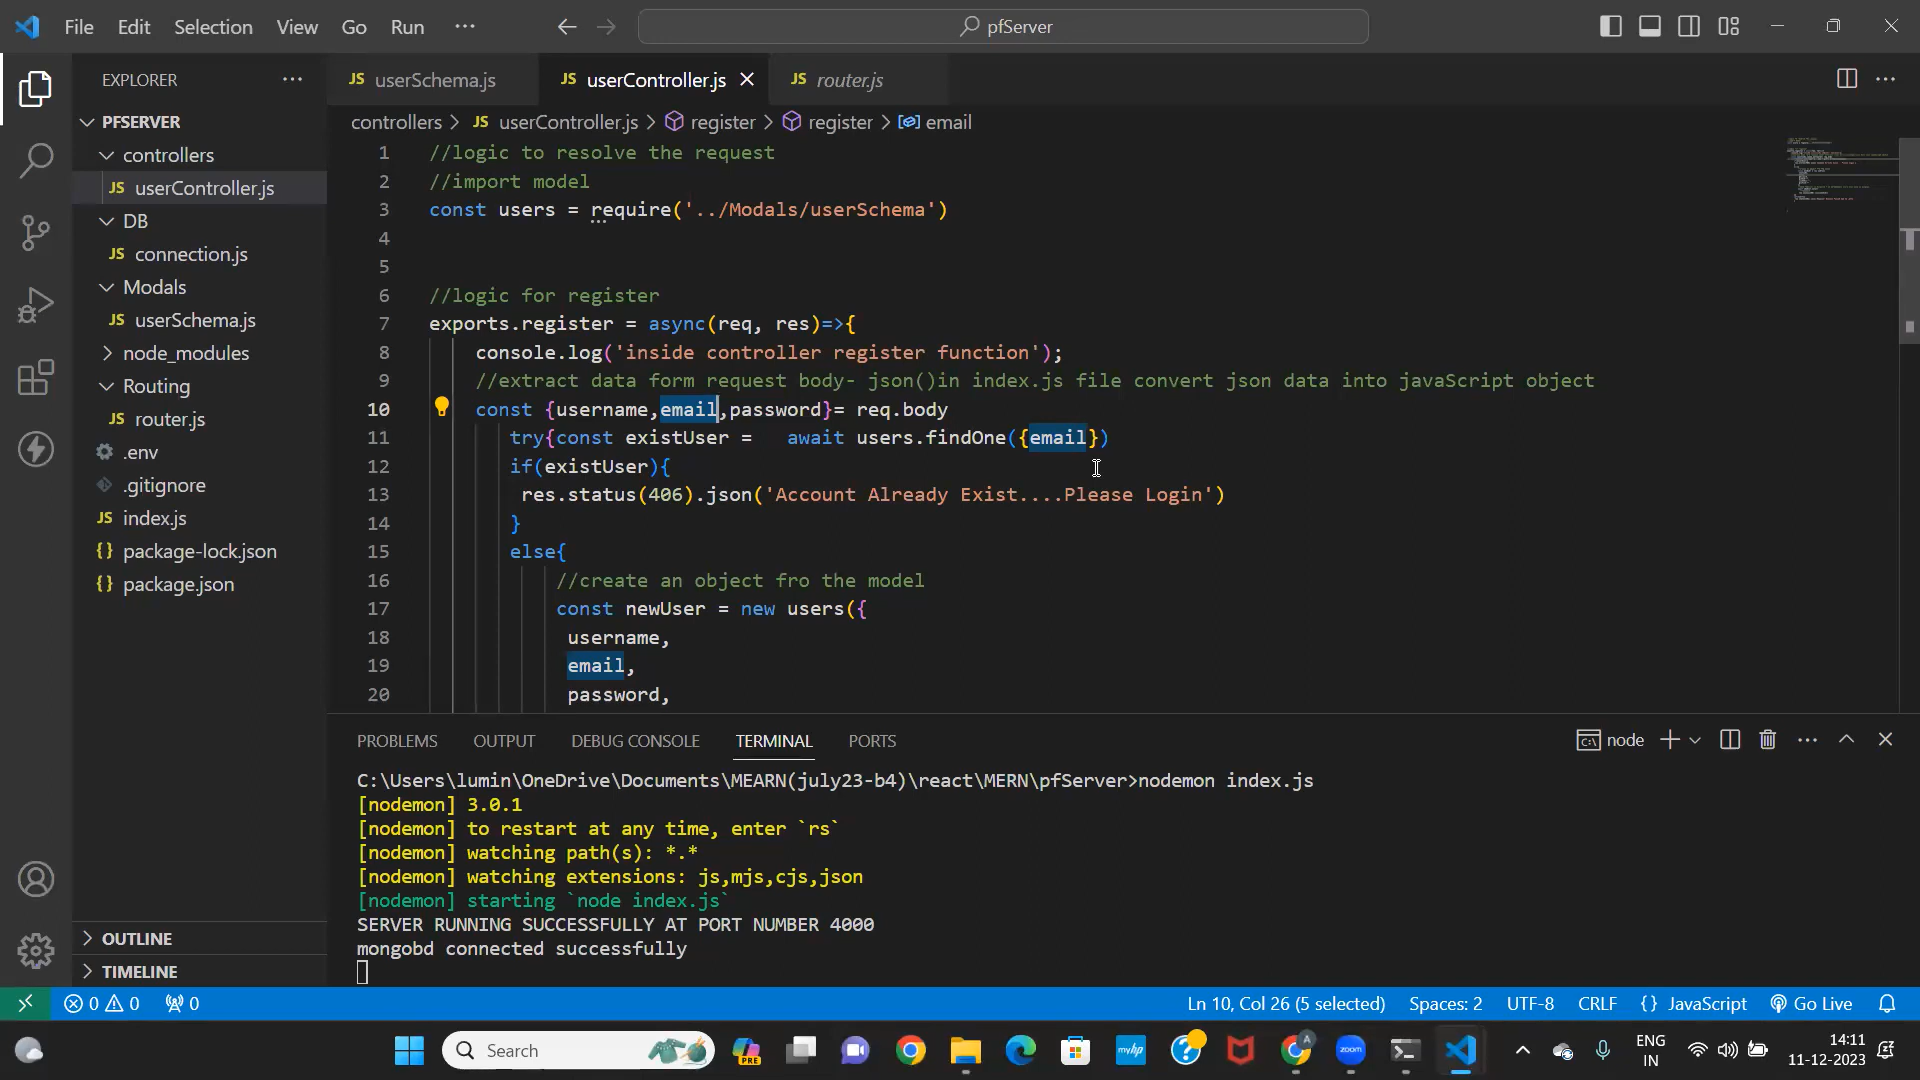 File Edit Selection View Go Run ··· pfServer
EXPLORER ···
PFSERVER
controllers
JS userController.js
DB
JS connection.js
Modals
JS userSchema.js
node_modules
Routing
JS router.js
.env
.gitignore
JS index.js
{} package-lock.json
{} package.json
OUTLINE
TIMELINE
JS userSchema.js JS userController.js JS router.js
controllers > JS userController.js > register > register > email
1 //logic to resolve the request
2 //import model
3 const users = require('../Modals/userSchema')
4
5
6 //logic for register
7 exports.register = async(req, res)=>{
8 console.log('inside controller register function');
9 //extract data form request body- json()in index.js file convert json data into javaScript object
10 const {username,email,password}= req.body
11 try{const existUser = await users.findOne({email})
12 if(existUser){
13 res.status(406).json('Account Already Exist....Please Login')
14 }
15 else{
16 //create an object fro the model
17 const newUser = new users({
18 username,
19 email,
20 password,
PROBLEMS OUTPUT DEBUG CONSOLE TERMINAL PORTS node
C:\Users\lumin\OneDrive\Documents\MEARN(july23-b4)\react\MERN\pfServer>nodemon index.js
[nodemon] 3.0.1
[nodemon] to restart at any time, enter `rs`
[nodemon] watching path(s): *.*
[nodemon] watching extensions: js,mjs,cjs,json
[nodemon] starting `node index.js`
SERVER RUNNING SUCCESSFULLY AT PORT NUMBER 4000
mongobd connected successfully
0 0 0 Ln 10, Col 26 (5 selected) Spaces: 2 UTF-8 CRLF {} JavaScript Go Live
Search PRE myhp A zoom ENG IN 14:11 11-12-2023